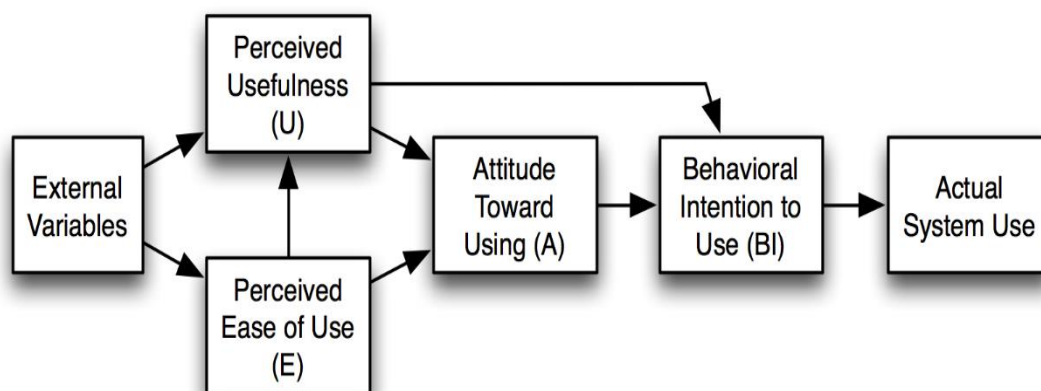 External
Variables
Perceived
Usefulness
(U)
Perceived
Ease of Use
(E)
Attitude
Toward
Using (A)
Behavioral
Intention to
Use (BI)
Actual
System Use